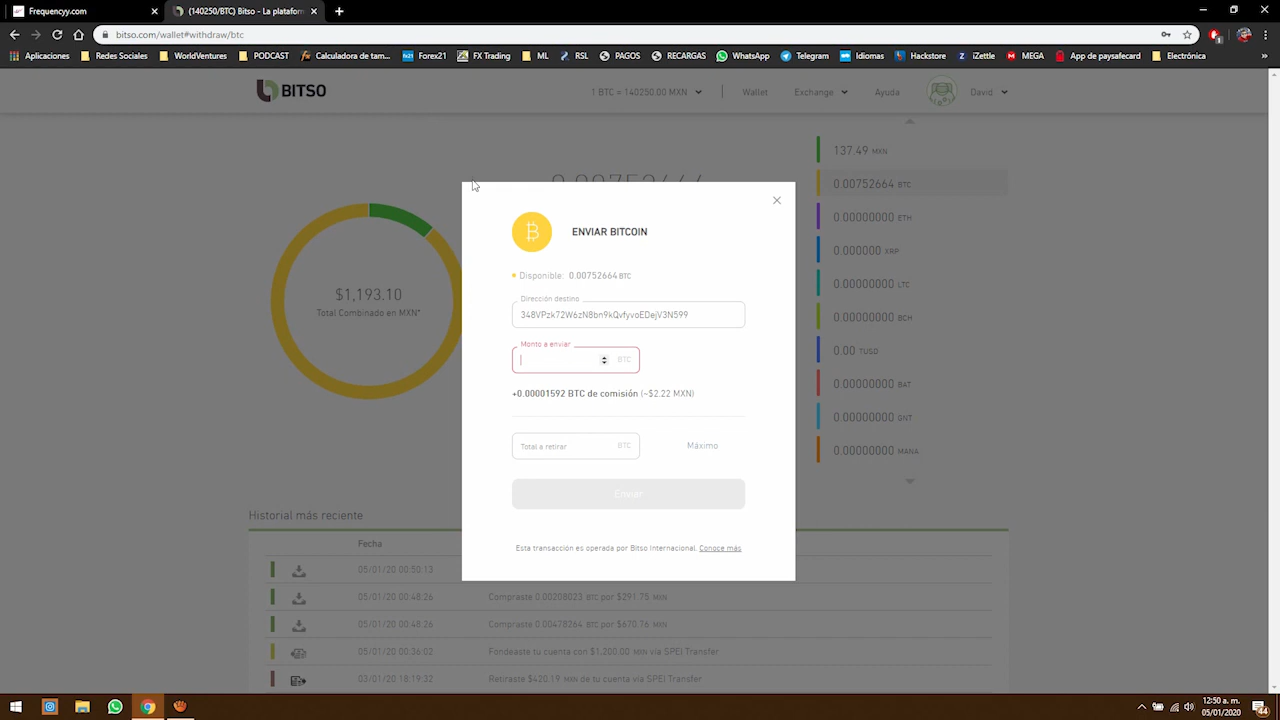 Frequency.com
(140250/BTC) Bitso - La platafor
bitso.com/wallet#withdraw/btc
Aplicaciones
Redes Sociales
WorldVentures
PODCAST
Calculadora de tam...
Forex21
FX Trading
RSL
PAGOS
RECARGAS
WhatsApp
Telegram
Idiomas
Hackstore
iZettle
MEGA
App de paysafecard
Electrónica
BITSO
1 BTC = 140250.00 MXN
Wallet
Exchange
Ayuda
David
137.49 MXN
0.00752664 BTC
0.00000000 ETH
0.000000 XRP
0.00000000 LTC
0.00000000 BCH
0.00 TUSD
0.00000000 BAT
0.00000000 GNT
0.00000000 MANA
$1,193.10
Total Combinado en MXN*
ENVIAR BITCOIN
Disponible: 0.00752664 BTC
Dirección destino
348VPzk72W6zN8bn9kQvfyvoEDejV3N599
Monto a enviar
BTC
+0.00001592 BTC de comisión (~$2.22 MXN)
Total a retirar BTC
Máximo
Enviar
Esta transacción es operada por Bitso Internacional. Conoce más
Historial más reciente
Fecha
05/01/20 00:50:13
05/01/20 00:48:26 Compraste 0.00208023 BTC por $291.75 MXN
05/01/20 00:48:26 Compraste 0.00478264 BTC por $670.76 MXN
05/01/20 00:36:02 Fondeaste tu cuenta con $1,200.00 MXN vía SPEI Transfer
03/01/20 18:19:32 Retiraste $420.19 MXN de tu cuenta vía SPEI Transfer
12:50 a.m.
05/01/2020